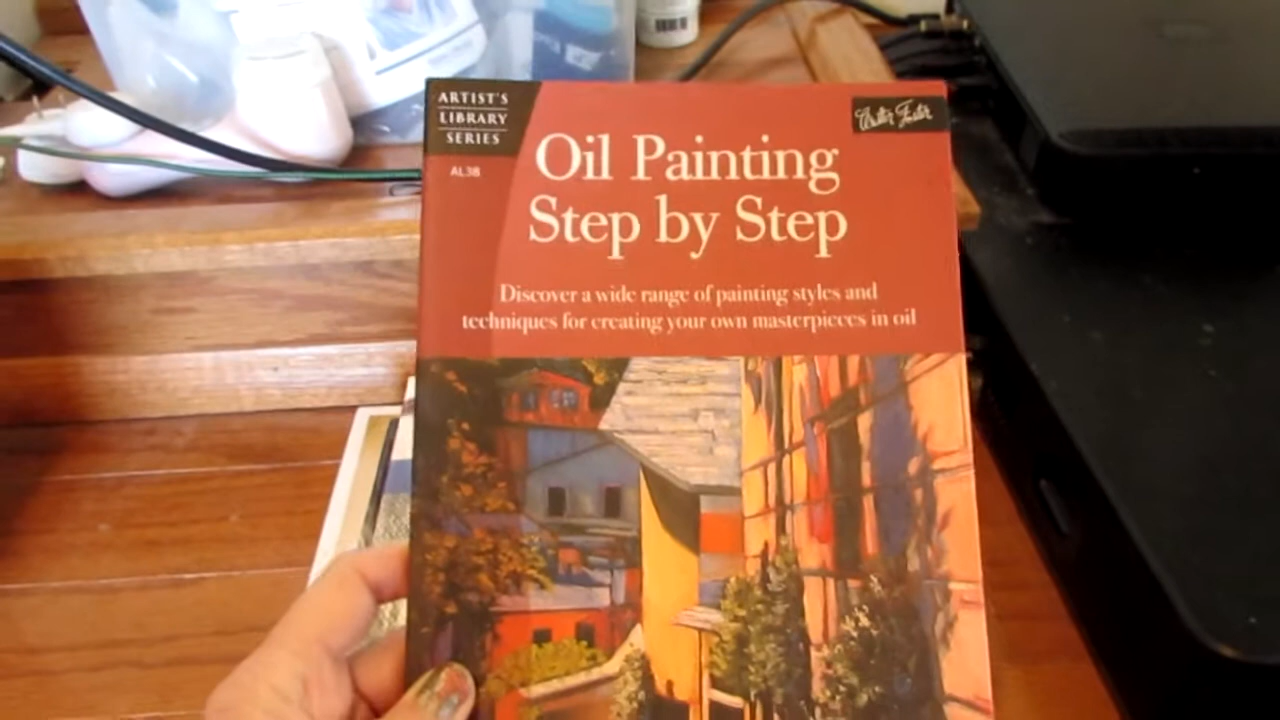 ARTIST'S
LIBRARY
SERIES
AL38
Walter Foster
Oil Painting
Step by Step
Discover a wide range of painting styles and
techniques for creating your own masterpieces in oil